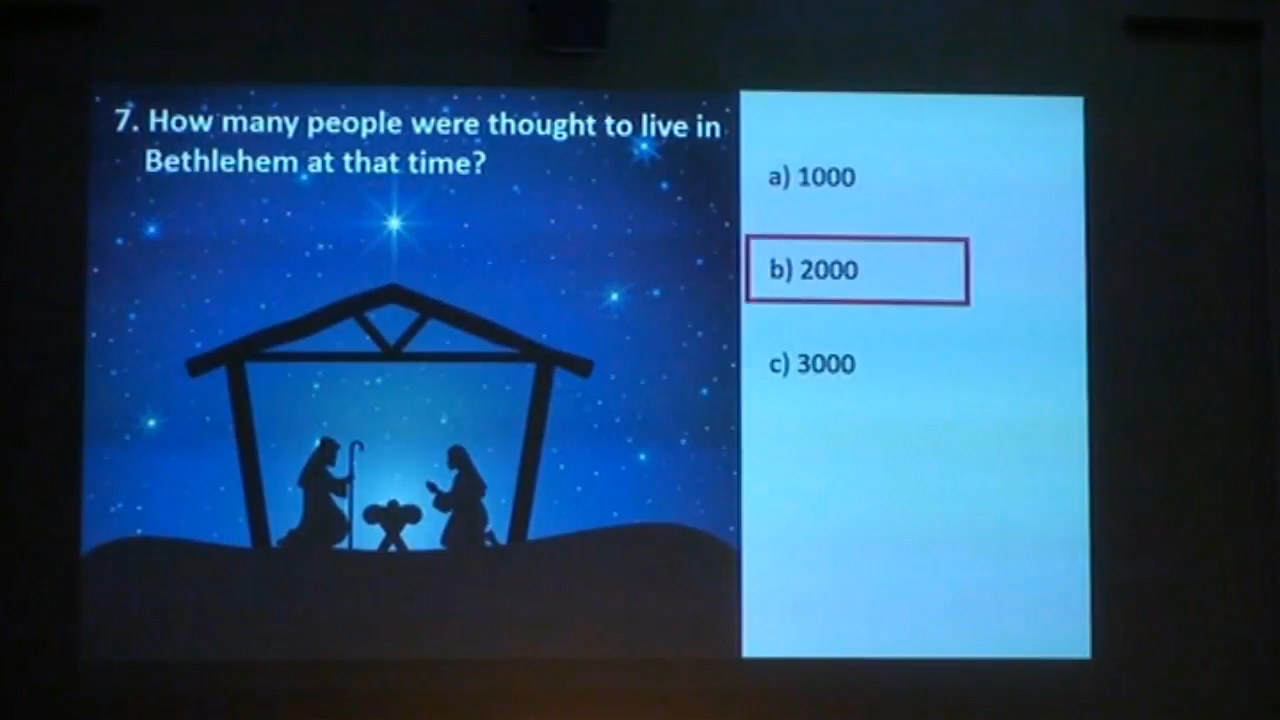 7. How many people were thought to live in
Bethlehem at that time?
a) 1000
b) 2000
c) 3000